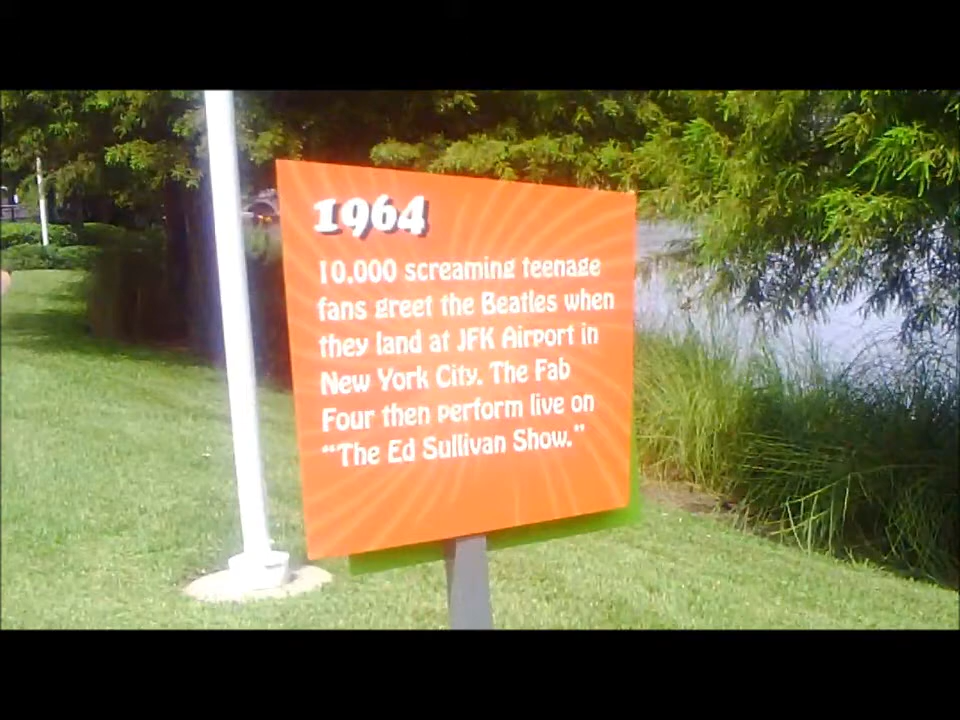 1964
10,000 screaming teenage
fans greet the Beatles when
they land at JFK Airport in
New York City. The Fab
Four then perform live on
“The Ed Sullivan Show.”